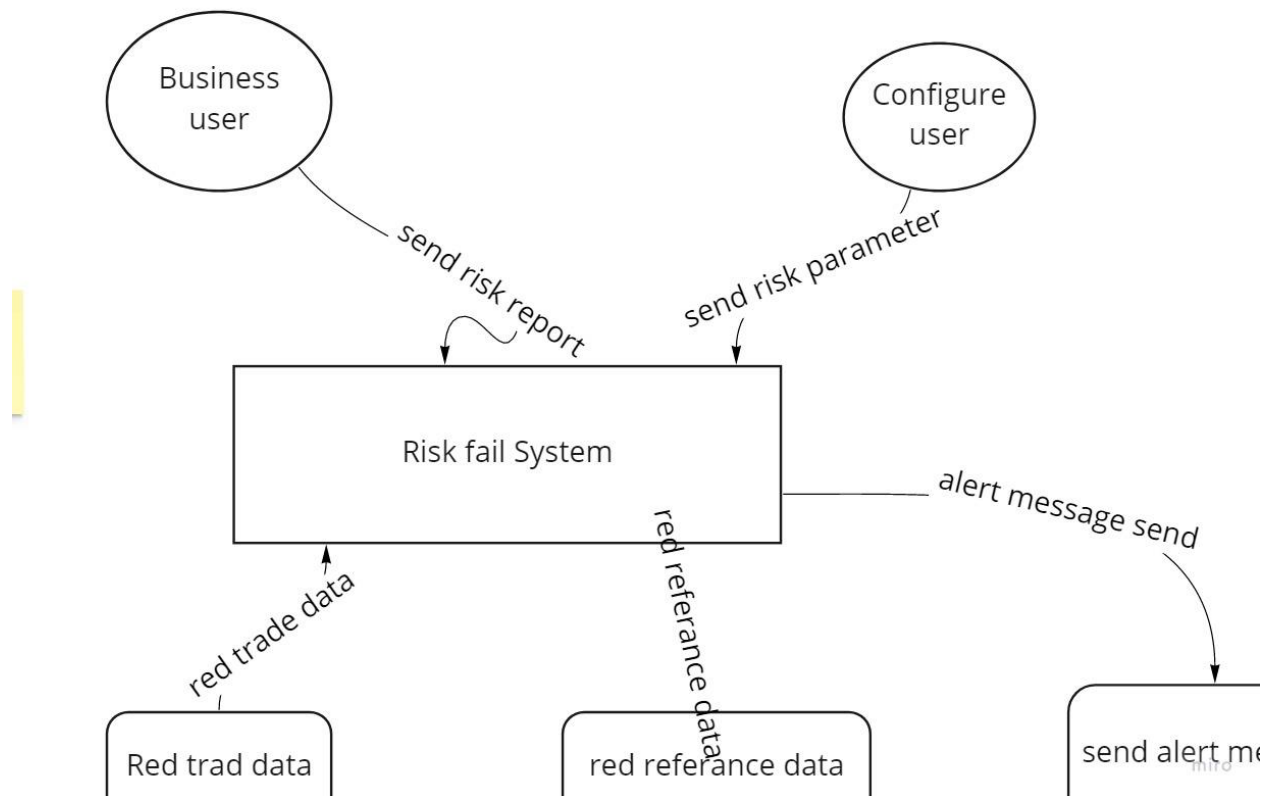 Business
user
Configure
user
send risk report
send risk parameter
Risk fail System
alert message send
red trade data
red referance data
Red trad data
red referance data
send alert me
miro